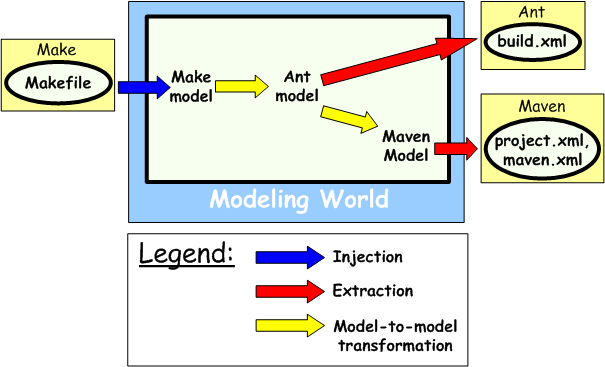 Make
Makefile
Make
model
Ant
model
Maven
Model
Modeling World
Ant
build.xml
Maven
project.xml,
maven.xml
Legend:
Injection
Extraction
Model-to-model
transformation